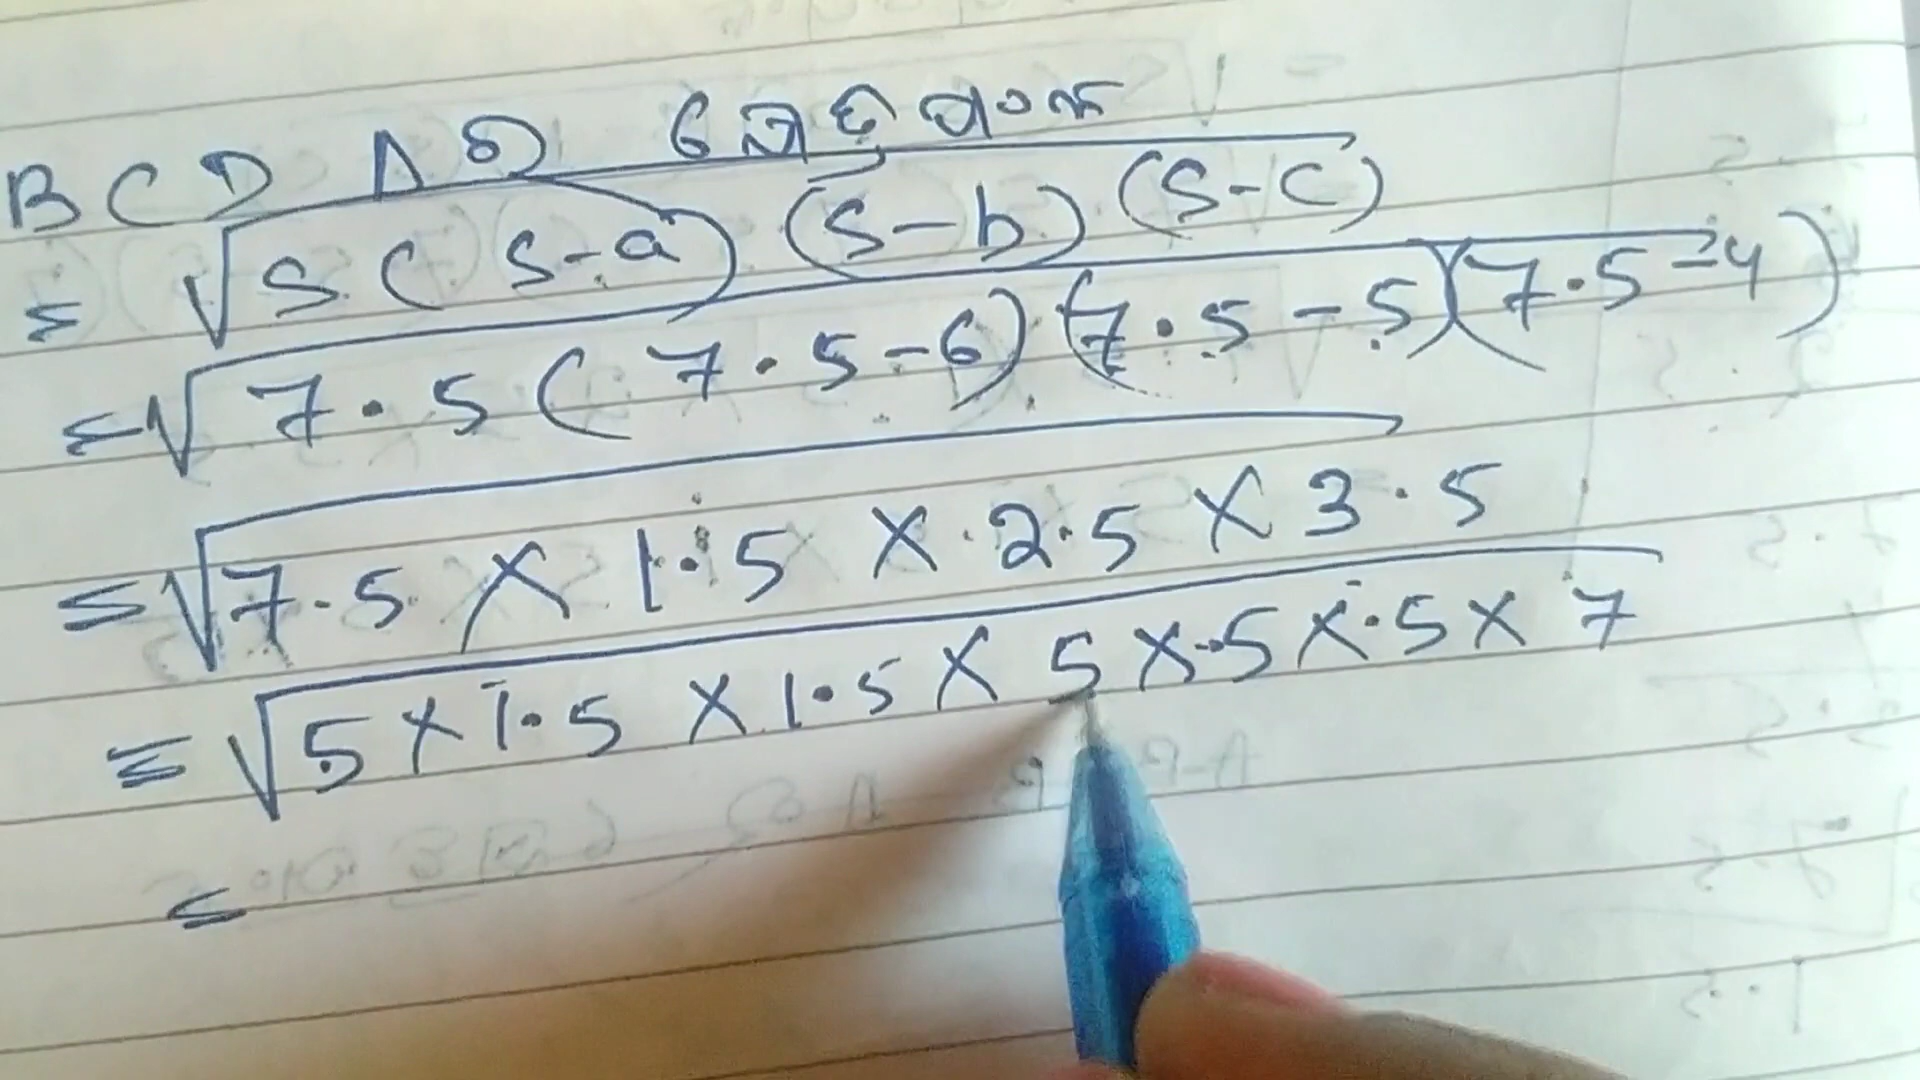 BCD Δର କ୍ଷେତ୍ରଫଳ
= √S(S-a)(S-b)(S-c)
=√7.5(7.5-6)(7.5-5)(7.5-4)
=√7.5 X 1.5 X 2.5 X 3.5
= √5 X 1.5 X 1.5 X 5 X .5 X .5 X 7
=